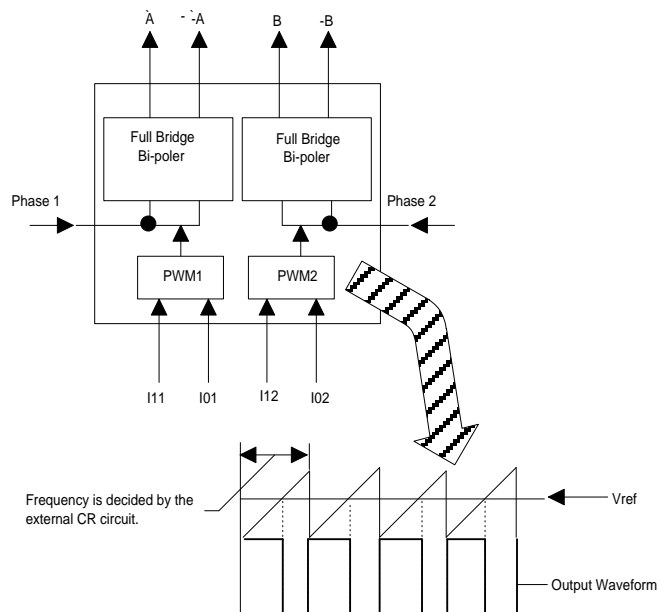 `A - `-A B -B
Full Bridge
Bi-poler
Full Bridge
Bi-poler
Phase 1
Phase 2
PWM1
PWM2
I11 I01 I12 I02
Frequency is decided by the
external CR circuit.
Vref
Output Waveform